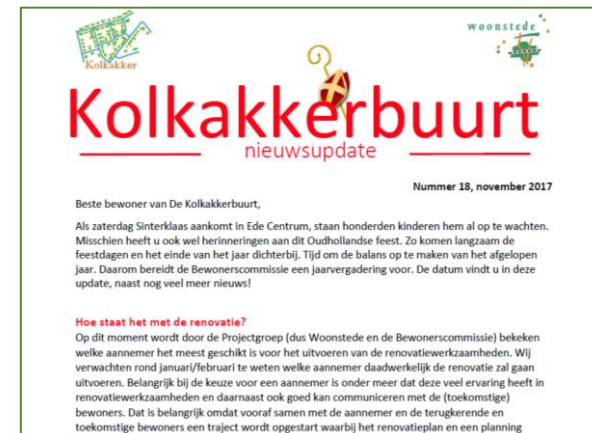 Kolkakker
woonstede
Kolkakkerbuurt
nieuwsupdate
Nummer 18, november 2017
Beste bewoner van De Kolkakkerbuurt,
Als zaterdag Sinterklaas aankomt in Ede Centrum, staan honderden kinderen hem al op te wachten.
Misschien heeft u ook wel herinneringen aan dit Oudhollandse feest. Zo komen langzaam de
feestdagen en het einde van het jaar dichterbij. Tijd om de balans op te maken van het afgelopen
jaar. Daarom bereidt de Bewonerscommissie een jaarvergadering voor. De datum vindt u in deze
update, naast nog veel meer nieuws!
Hoe staat het met de renovatie?
Op dit moment wordt door de Projectgroep (dus Woonstede en de Bewonerscommissie) bekeken
welke aannemer het meest geschikt is voor het uitvoeren van de renovatiewerkzaamheden. Wij
verwachten rond januari/februari te weten welke aannemer daadwerkelijk de renovatie zal gaan
uitvoeren. Belangrijk bij de keuze voor een aannemer is onder meer dat deze veel ervaring heeft in
renovatiewerkzaamheden en daarnaast ook goed kan communiceren met de (toekomstige)
bewoners. Dat is belangrijk omdat vooraf samen met de aannemer en de terugkerende en
toekomstige bewoners een traject wordt opgestart waarbij het renovatieplan en een planning